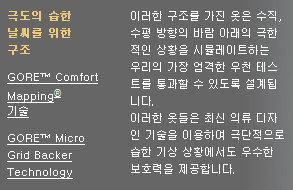 극도의 습한
날씨를 위한
구조
GORE™ Comfort
Mapping®
기술
GORE™ Micro
Grid Backer
Technology
이러한 구조를 가진 옷은 수직,
수평 방향의 바람 아래의 극한
적인 상황을 시뮬레이트하는
우리의 가장 엄격한 우천 테스
트를 통과할 수 있도록 설계됩
니다.
이러한 옷들은 최신 의류 디자
인 기술을 이용하여 극단적으로
습한 기상 상황에서도 우수한
보호력을 제공합니다.